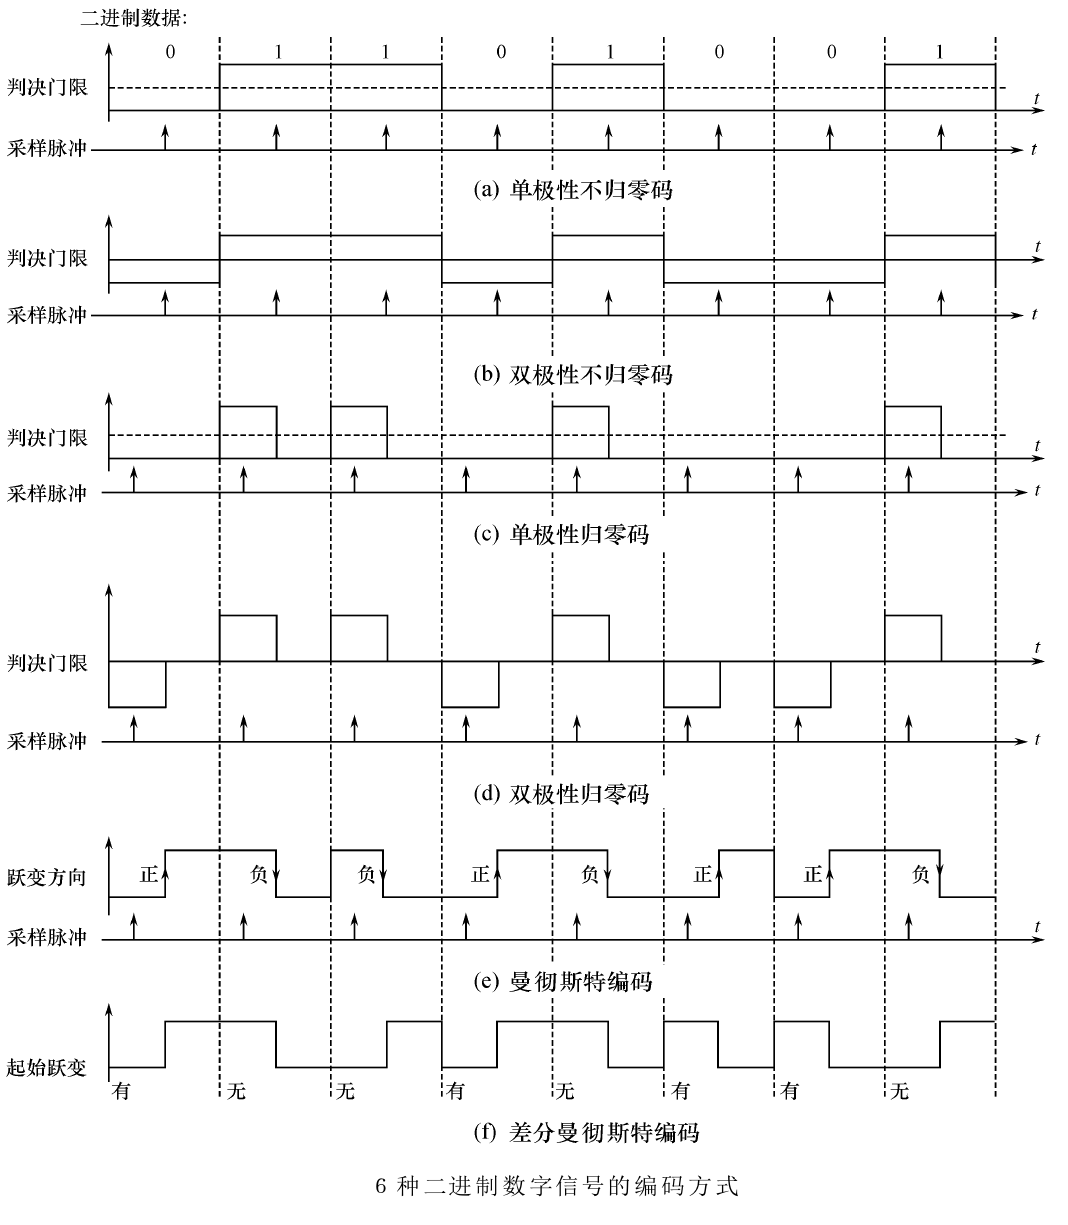 二进制数据:
0 1 1 0 1 0 0 1
判决门限
t
采样脉冲
t
(a) 单极性不归零码
t
判决门限
采样脉冲
t
(b) 双极性不归零码
判决门限
t
采样脉冲
t
(c) 单极性归零码
t
判决门限
采样脉冲
t
(d) 双极性归零码
跃变方向 正 负 负 正 负 正 正 负
采样脉冲
t
(e) 曼彻斯特编码
起始跃变
有 无 无 有 无 有 有 无
(f) 差分曼彻斯特编码
6 种二进制数字信号的编码方式